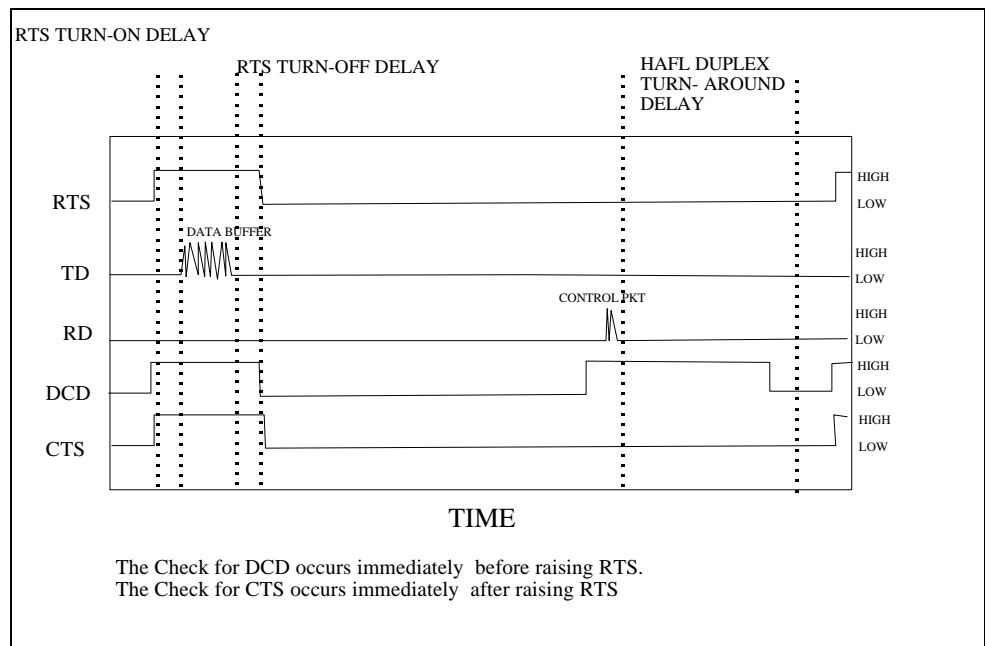 RTS TURN-ON DELAY
RTS TURN-OFF DELAY
HAFL DUPLEX
TURN- AROUND
DELAY
RTS
HIGH
LOW
DATA BUFFER
TD
HIGH
LOW
CONTROL PKT
RD
HIGH
LOW
DCD
HIGH
LOW
CTS
HIGH
LOW
TIME
The Check for DCD occurs immediately before raising RTS.
The Check for CTS occurs immediately after raising RTS